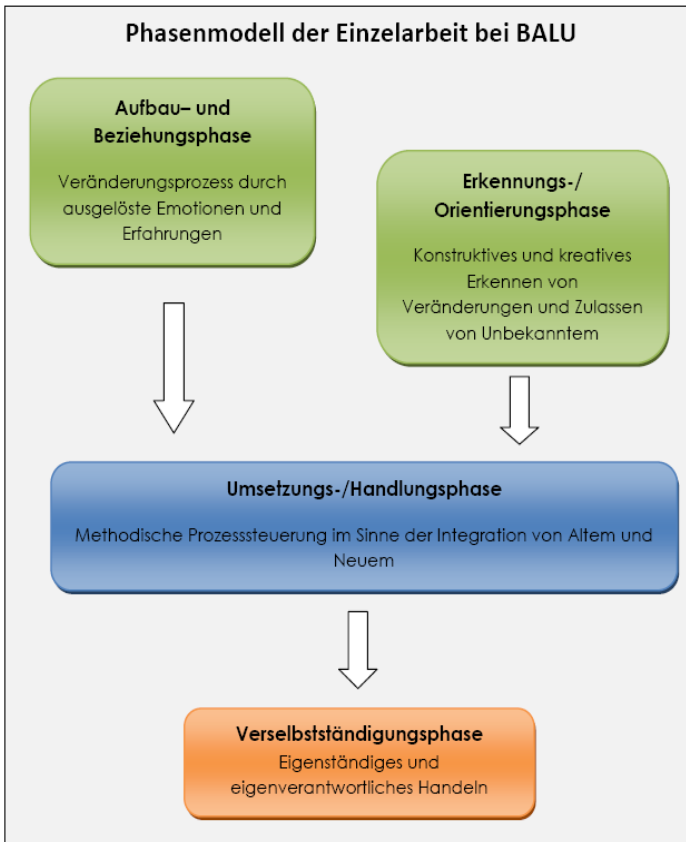 Phasenmodell der Einzelarbeit bei BALU
Aufbau– und
Beziehungsphase
Veränderungsprozess durch
ausgelöste Emotionen und
Erfahrungen
Erkennungs-/
Orientierungsphase
Konstruktives und kreatives
Erkennen von
Veränderungen und Zulassen
von Unbekanntem
Umsetzungs-/Handlungsphase
Methodische Prozesssteuerung im Sinne der Integration von Altem und
Neuem
Verselbstständigungsphase
Eigenständiges und
eigenverantwortliches Handeln